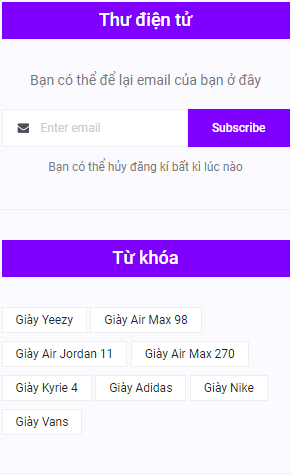 Thư điện tử
Bạn có thể để lại email của bạn ở đây
Enter email Subscribe
Bạn có thể hủy đăng kí bất kì lúc nào
Từ khóa
Giày Yeezy Giày Air Max 98
Giày Air Jordan 11 Giày Air Max 270
Giày Kyrie 4 Giày Adidas Giày Nike
Giày Vans